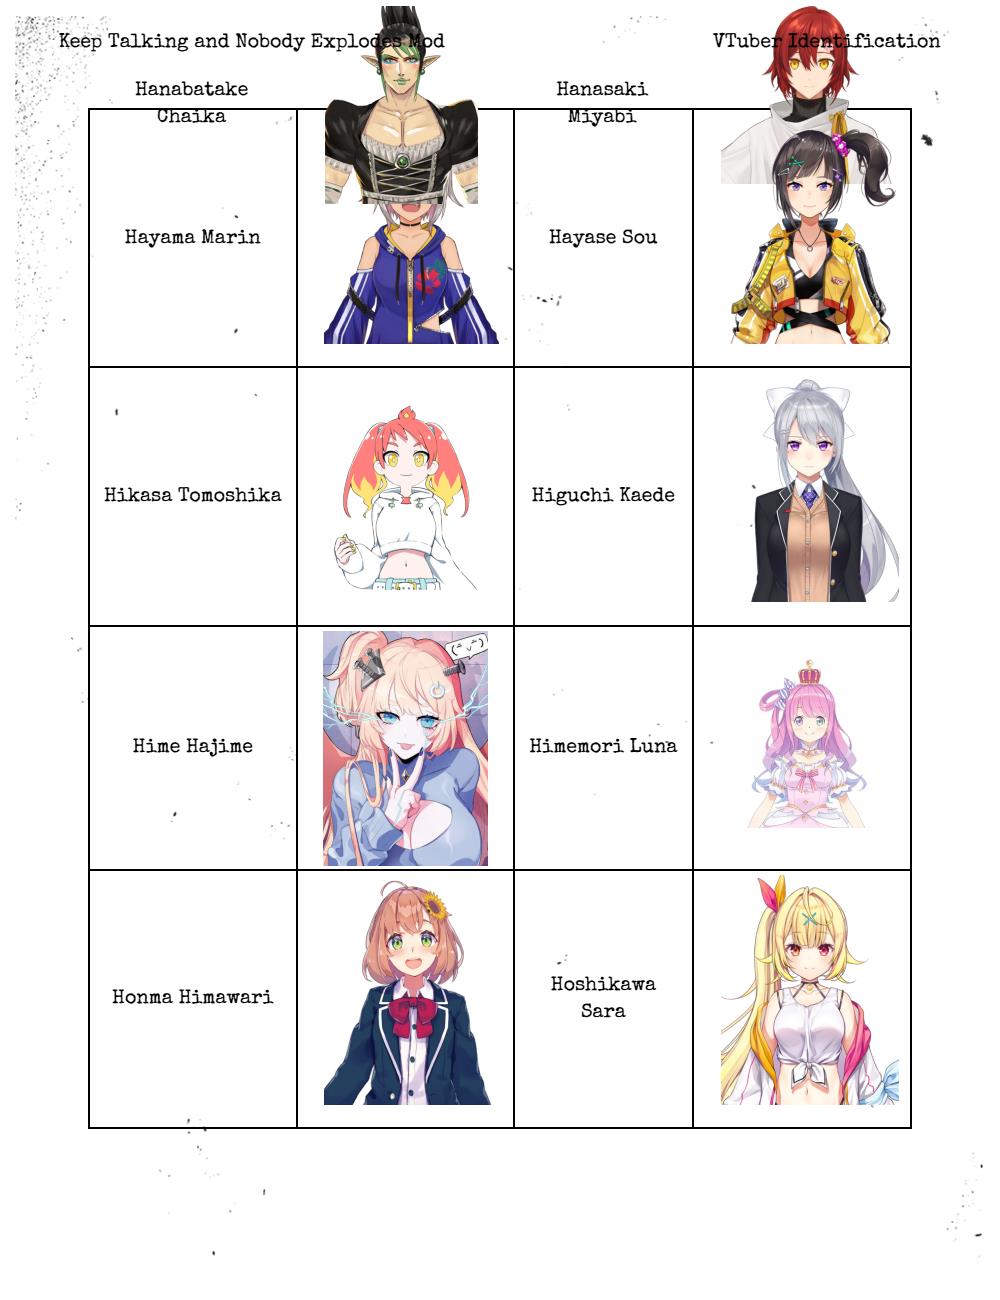 Keep Talking and Nobody Explodes Mod
VTuber Identification
Hanabatake
Chaika
Hanasaki
Miyabi
Hayama Marin
Hayase Sou
Hikasa Tomoshika
Higuchi Kaede
Hime Hajime
Himemori Luna
Honma Himawari
Hoshikawa
Sara